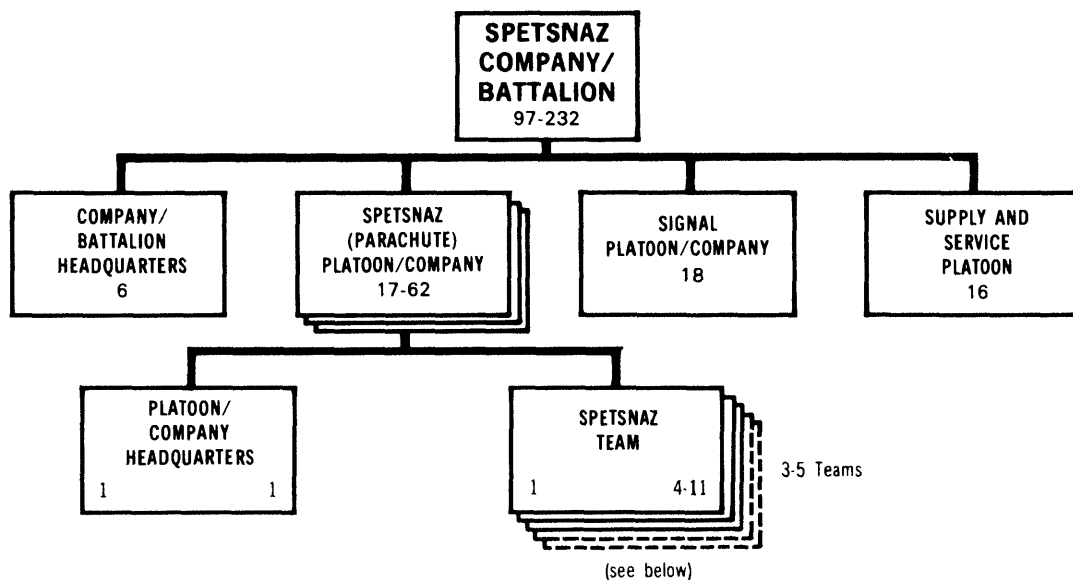 SPETSNAZ
COMPANY/
BATTALION
97-232
COMPANY/
BATTALION
HEADQUARTERS
6
SPETSNAZ
(PARACHUTE)
PLATOON/COMPANY
17-62
SIGNAL
PLATOON/COMPANY
18
SUPPLY AND
SERVICE
PLATOON
16
PLATOON/
COMPANY
HEADQUARTERS
1 1
SPETSNAZ
TEAM
1 4-11
3-5 Teams
(see below)